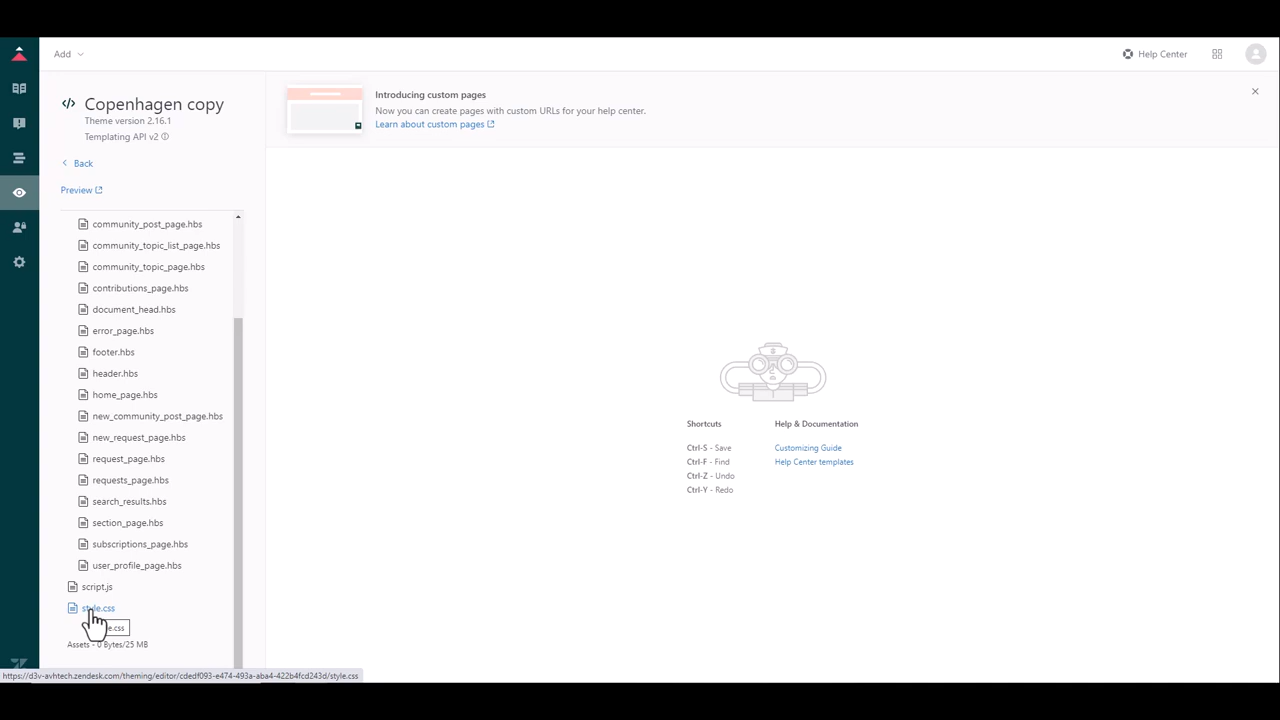 Add
Help Center
Copenhagen copy
Theme version 2.16.1
Templating API v2
Back
Preview
community_post_page.hbs
community_topic_list_page.hbs
community_topic_page.hbs
contributions_page.hbs
document_head.hbs
error_page.hbs
footer.hbs
header.hbs
home_page.hbs
new_community_post_page.hbs
new_request_page.hbs
request_page.hbs
requests_page.hbs
search_results.hbs
section_page.hbs
subscriptions_page.hbs
user_profile_page.hbs
script.js
style.css
Assets - 0 Bytes/25 MB
Introducing custom pages
Now you can create pages with custom URLs for your help center.
Learn about custom pages
Shortcuts
Ctrl-S - Save
Ctrl-F - Find
Ctrl-Z - Undo
Ctrl-Y - Redo
Help & Documentation
Customizing Guide
Help Center templates
https://d3v-avhtech.zendesk.com/theming/editor/cdedf093-e474-493a-aba4-422b4fcd243d/style.css